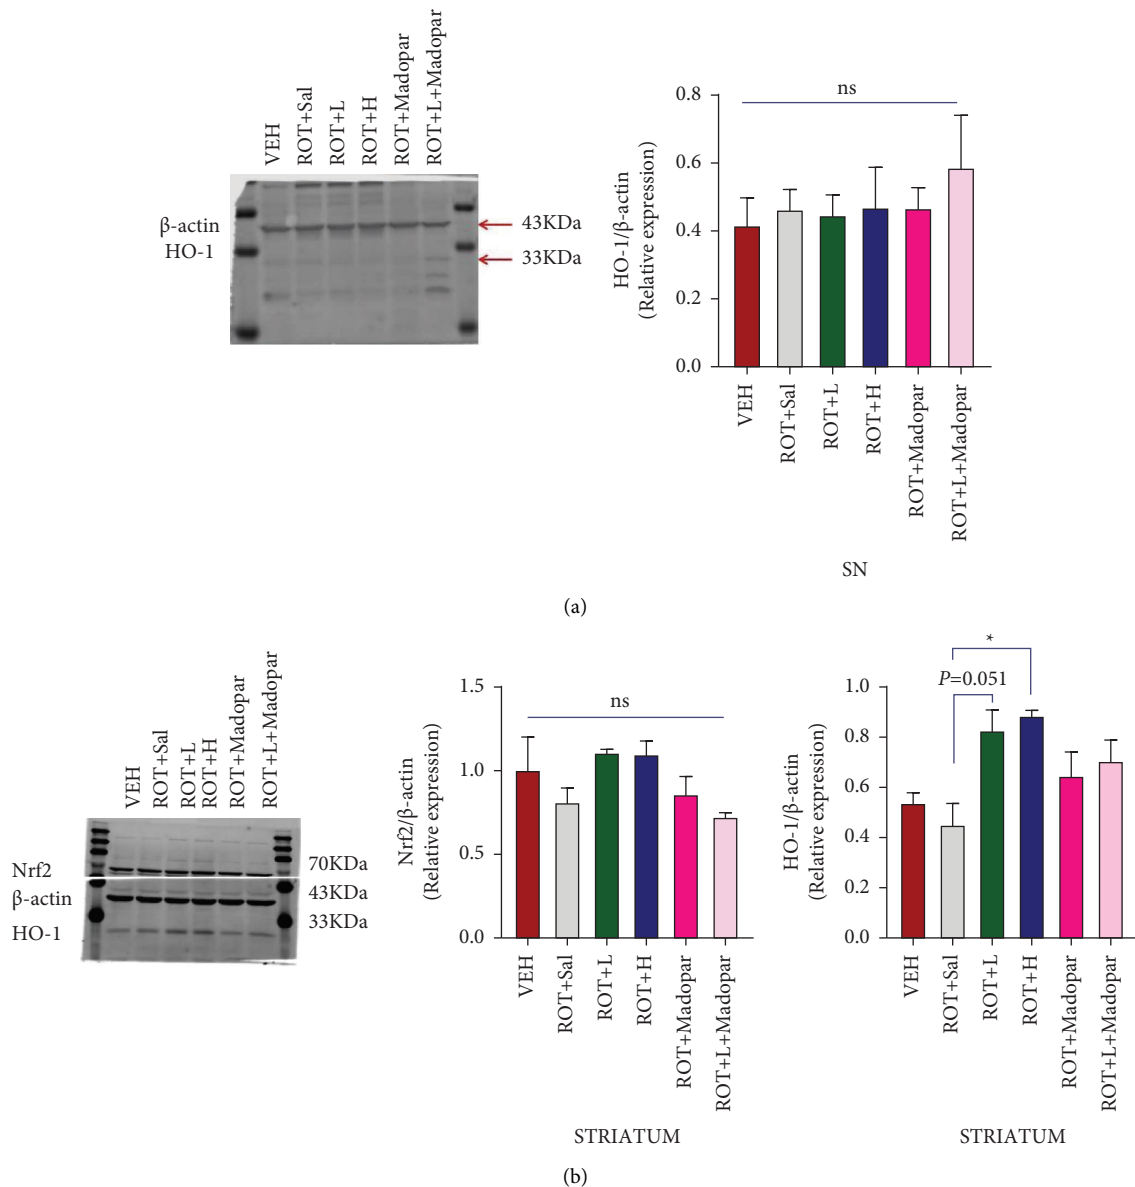 VEH
ROT+Sal
ROT+L
ROT+H
ROT+Madopar
ROT+L+Madopar
β-actin
HO-1
43KDa
33KDa
HO-1/β-actin
(Relative expression)
0.8
0.6
0.4
0.2
0.0
ns
VEH
ROT+Sal
ROT+L
ROT+H
ROT+Madopar
ROT+L+Madopar
SN
(a)
VEH
ROT+Sal
ROT+L
ROT+H
ROT+Madopar
ROT+L+Madopar
Nrf2
β-actin
HO-1
70KDa
43KDa
33KDa
Nrf2/β-actin
(Relative expression)
1.5
1.0
0.5
0.0
ns
VEH
ROT+Sal
ROT+L
ROT+H
ROT+Madopar
ROT+L+Madopar
STRIATUM
HO-1/β-actin
(Relative expression)
1.0
0.8
0.6
0.4
0.2
0.0
*
P=0.051
VEH
ROT+Sal
ROT+L
ROT+H
ROT+Madopar
ROT+L+Madopar
STRIATUM
(b)